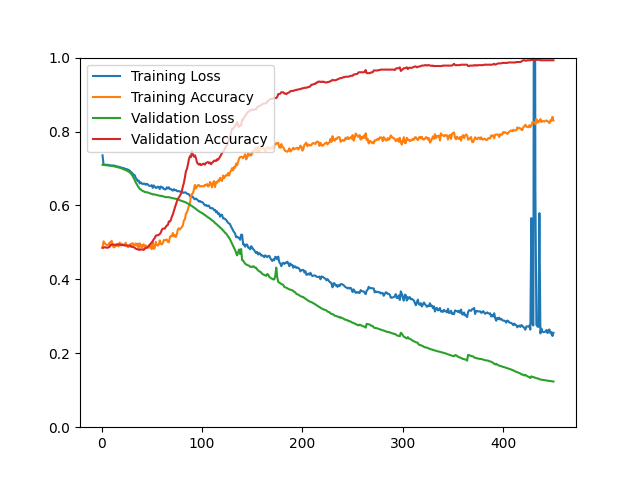 1.0
0.8
0.6
0.4
0.2
0.0
Training Loss
Training Accuracy
Validation Loss
Validation Accuracy
0 100 200 300 400